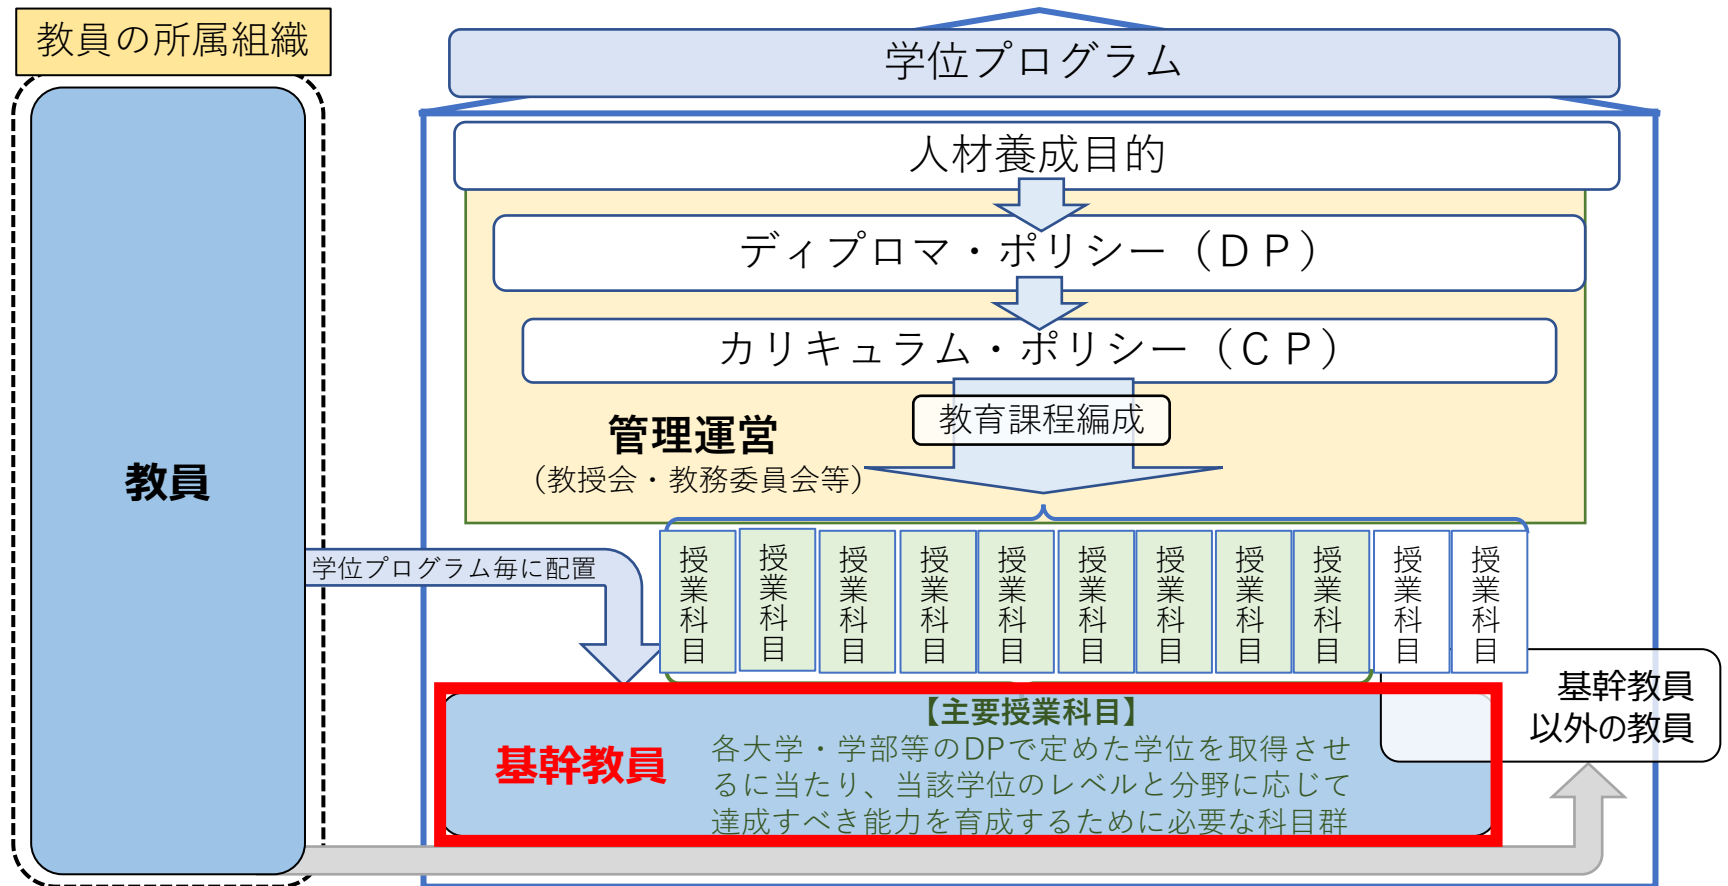 教員の所属組織
学位プログラム
人材養成目的
ディプロマ・ポリシー（ＤＰ）
カリキュラム・ポリシー（ＣＰ）
教育課程編成
管理運営
（教授会・教務委員会等）
教員
学位プログラム毎に配置
授業科目
授業科目
授業科目
授業科目
授業科目
授業科目
授業科目
授業科目
授業科目
授業科目
授業科目
基幹教員
以外の教員
【主要授業科目】
基幹教員
各大学・学部等のDPで定めた学位を取得させ
るに当たり、当該学位のレベルと分野に応じて
達成すべき能力を育成するために必要な科目群